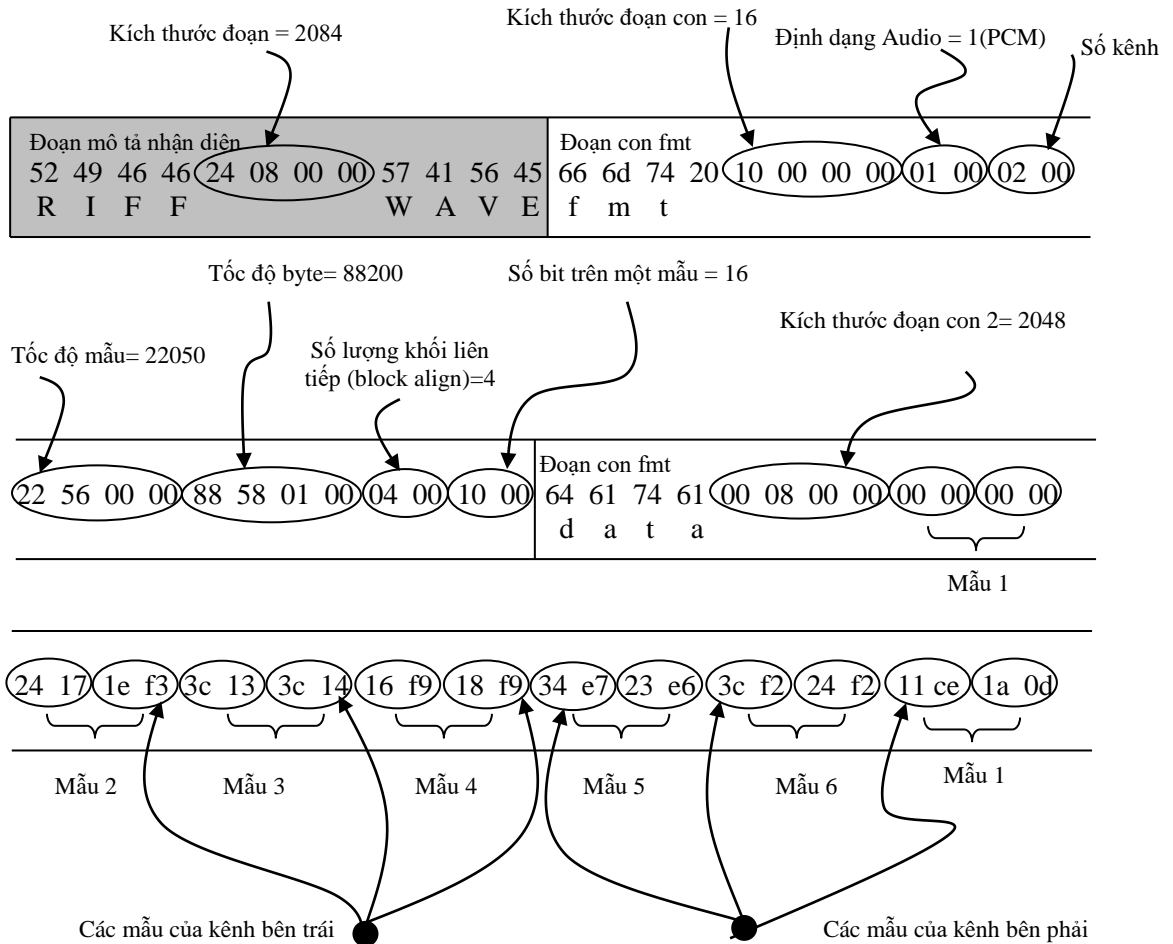 Kích thước đoạn = 2084
Kích thước đoạn con = 16
Định dạng Audio = 1(PCM)
Số kênh
Đoạn mô tả nhận diện
Đoạn con fmt
52 49 46 46 24 08 00 00 57 41 56 45 66 6d 74 20 10 00 00 00 01 00 02 00
R I F F W A V E f m t
Tốc độ byte= 88200
Số bit trên một mẫu = 16
Kích thước đoạn con 2= 2048
Tốc độ mẫu= 22050
Số lượng khối liên
tiếp (block align)=4
Đoạn con fmt
22 56 00 00 88 58 01 00 04 00 10 00 64 61 74 61 00 08 00 00 00 00 00 00
d a t a
Mẫu 1
24 17 1e f3 3c 13 3c 14 16 f9 18 f9 34 e7 23 e6 3c f2 24 f2 11 ce 1a 0d
Mẫu 2 Mẫu 3 Mẫu 4 Mẫu 5 Mẫu 6 Mẫu 1
Các mẫu của kênh bên trái
Các mẫu của kênh bên phải